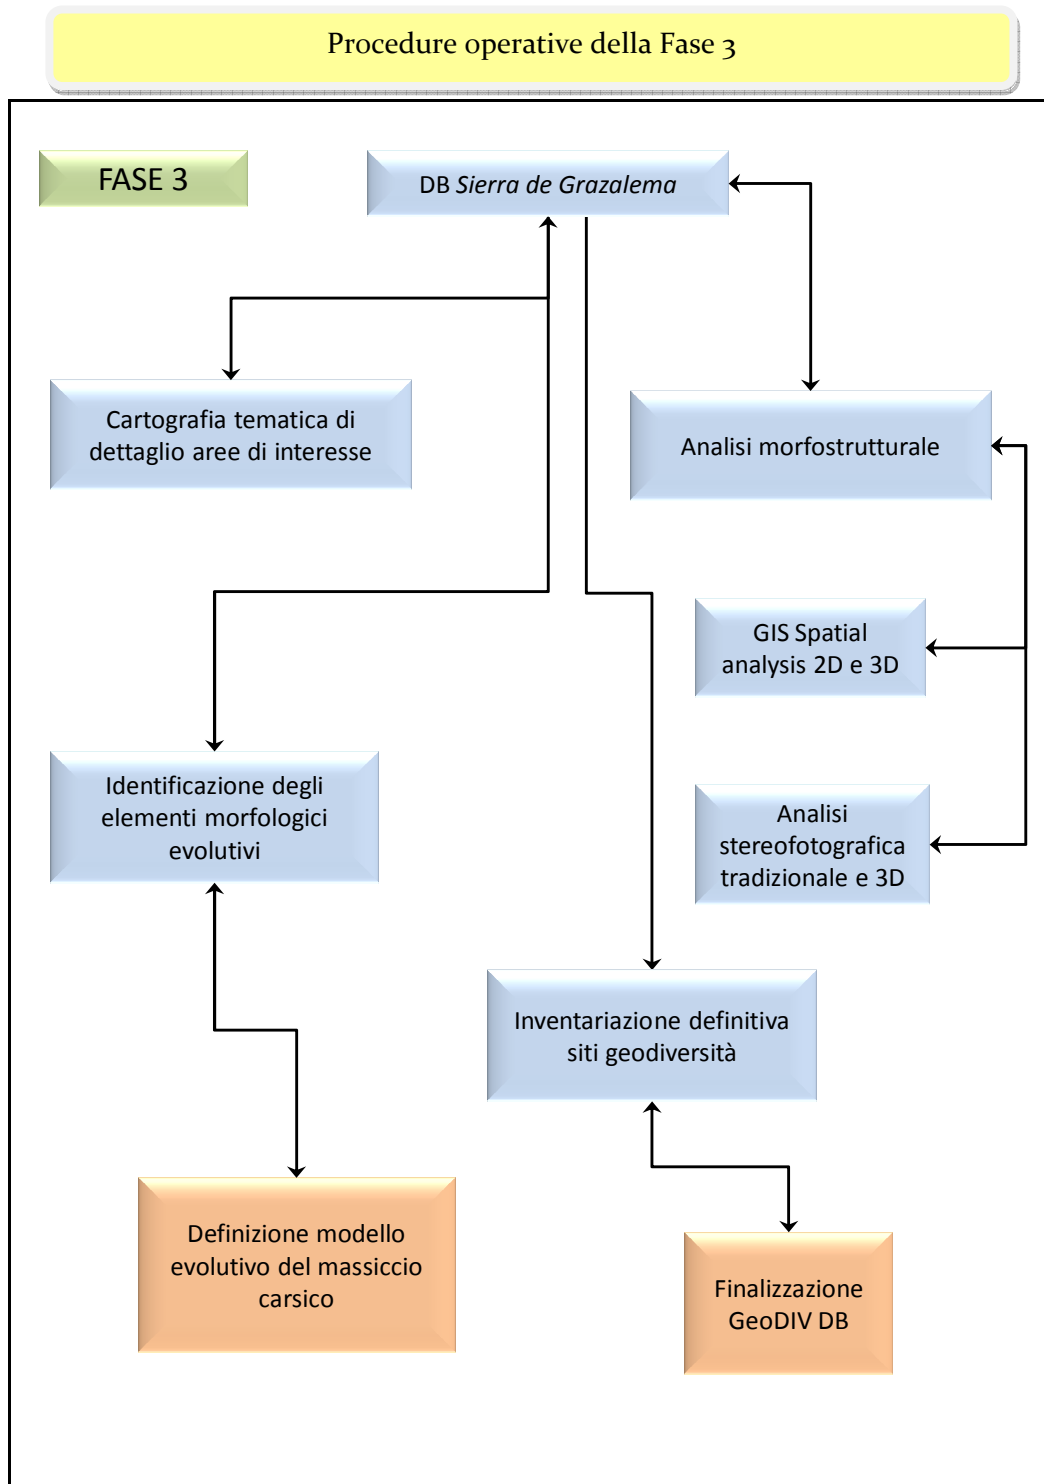 Procedure operative della Fase 3
FASE 3
DB Sierra de Grazalema
Cartografia tematica di
dettaglio aree di interesse
Analisi morfostrutturale
GIS Spatial
analysis 2D e 3D
Identificazione degli
elementi morfologici
evolutivi
Analisi
stereofotografica
tradizionale e 3D
Inventariazione definitiva
siti geodiversità
Definizione modello
evolutivo del massiccio
carsico
Finalizzazione
GeoDIV DB